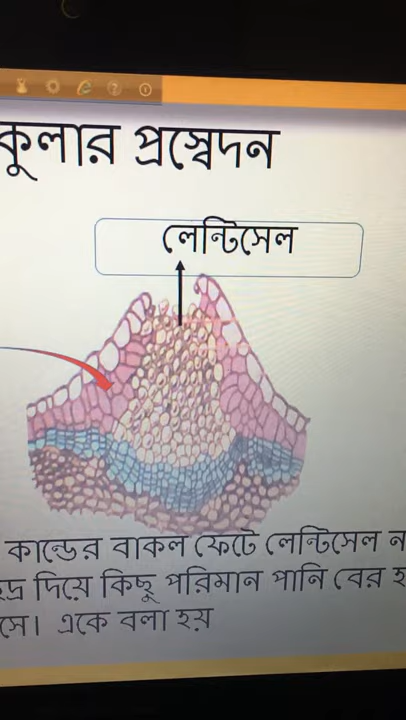 কুলার প্রস্বেদন
লেন্টিসেল
কান্ডের বাকল ফেটে লেন্টিসেল
দিয়ে কিছু পরিমান পানি বের
একে বলা হয়